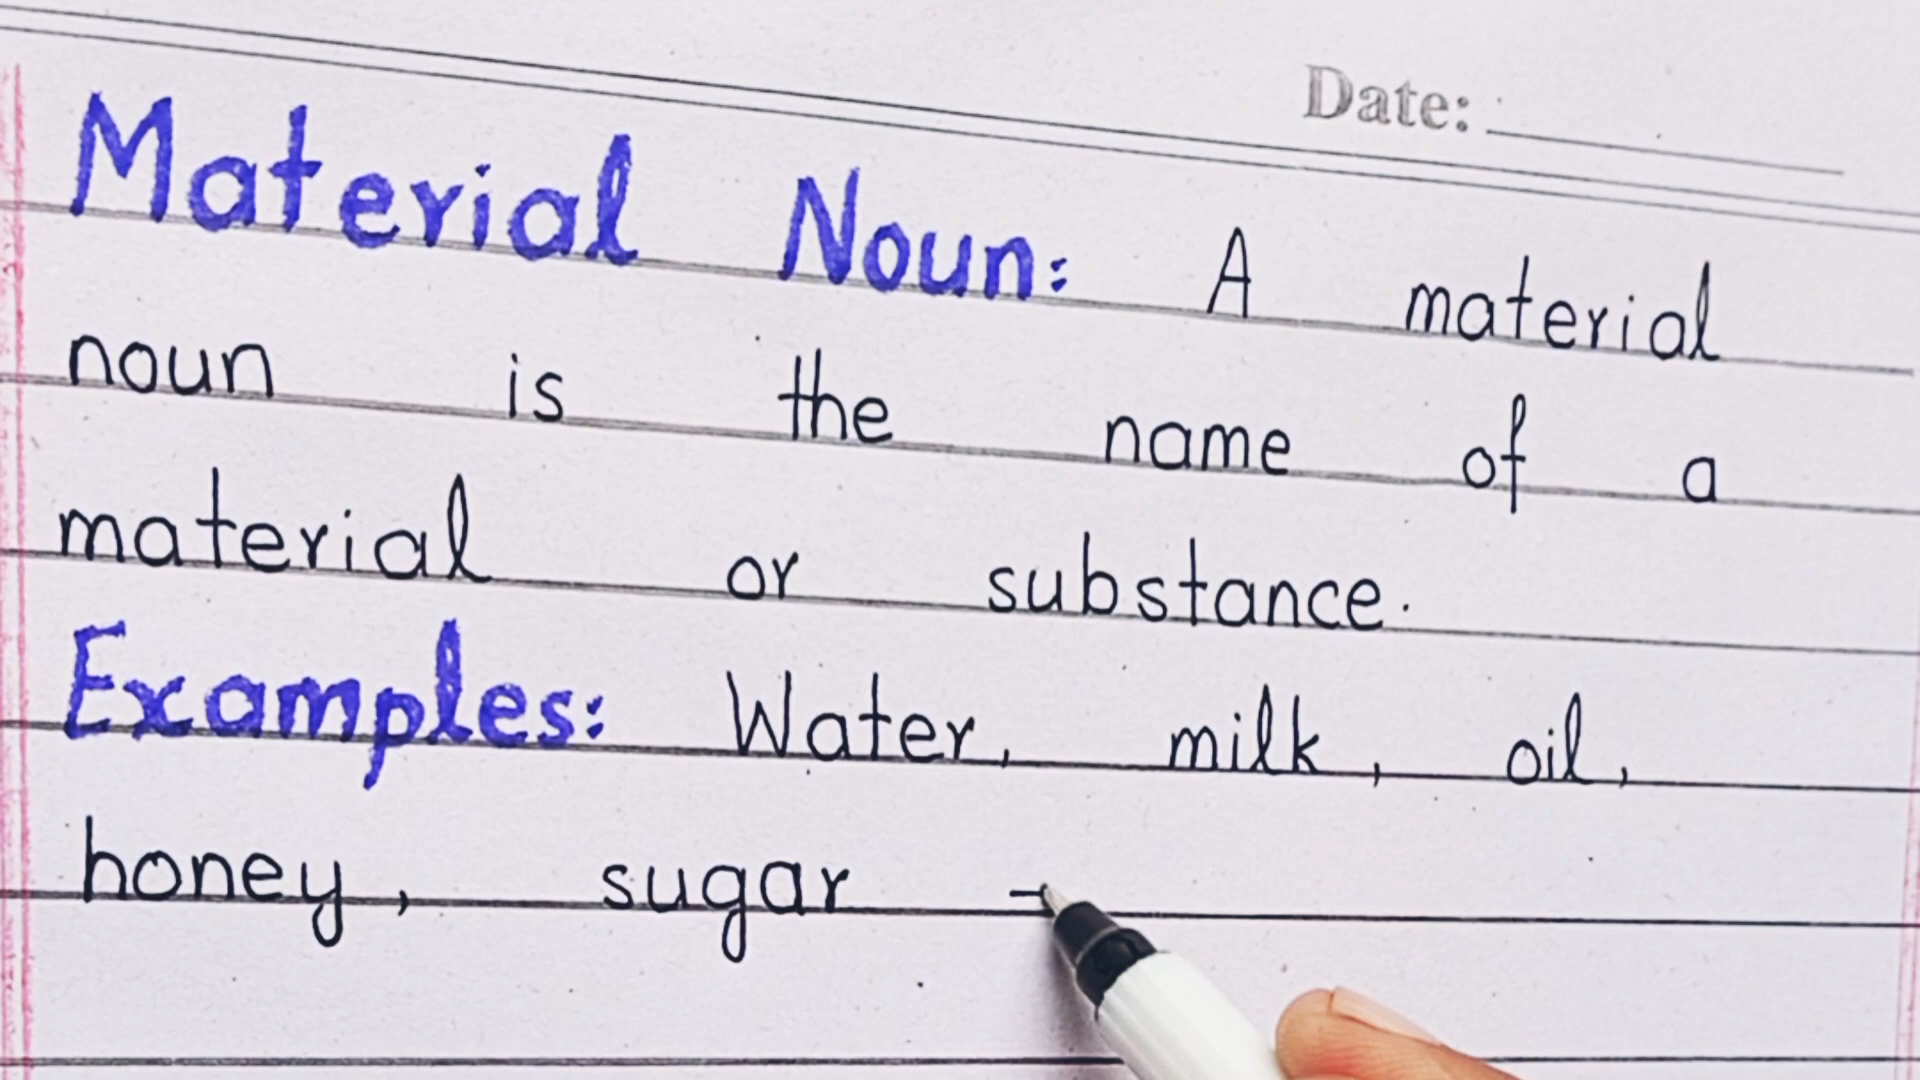 Date:
Material Noun: A material
noun is the name of a
material or substance.
Examples: Water, milk, oil,
honey, sugar